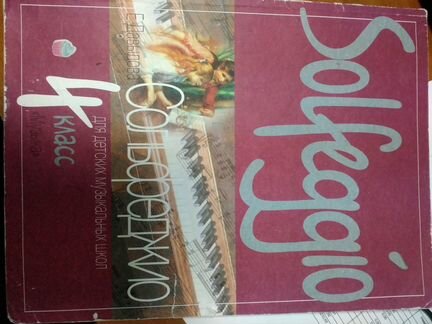 Solfeggio
Давыдова
сольфеджио
для детских музыкальных школ
4 класс